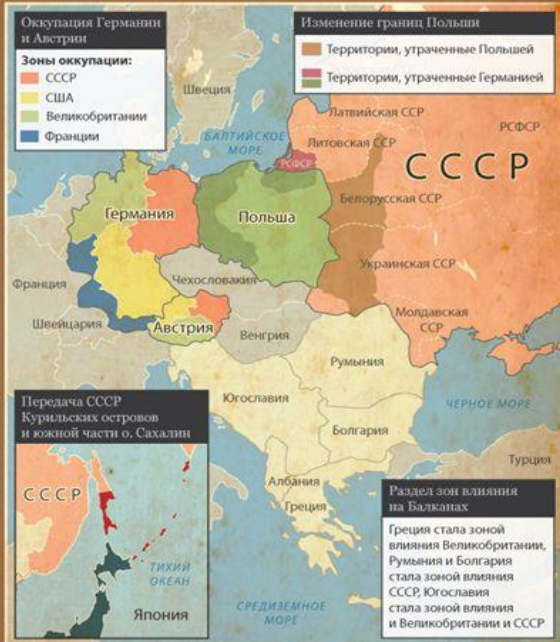 Оккупация Германии
и Австрии
Зоны оккупации:
СССР
США
Великобритании
Франции
Изменение границ Польши
Территории, утраченные Польшей
Территории, утраченные Германией
Швеция
БАЛТИЙСКОЕ
МОРЕ
Латвийская ССР
РСФСР
Литовская ССР
СССР
РСФСР
Белорусская ССР
Германия
Польша
Украинская ССР
Франция
Чехословакия
Швейцария
Австрия
Венгрия
Молдавская
ССР
Румыния
Югославия
ЧЕРНОЕ МОРЕ
Болгария
Албания
Греция
Турция
СРЕДИЗЕМНОЕ
МОРЕ
Передача СССР
Курильских островов
и южной части о. Сахалин
СССР
ТИХИЙ
ОКЕАН
Япония
Раздел зон влияния
на Балканах
Греция стала зоной
влияния Великобритании,
Румыния и Болгария
стала зоной влияния
СССР, Югославия
стала зоной влияния
и Великобритании и СССР